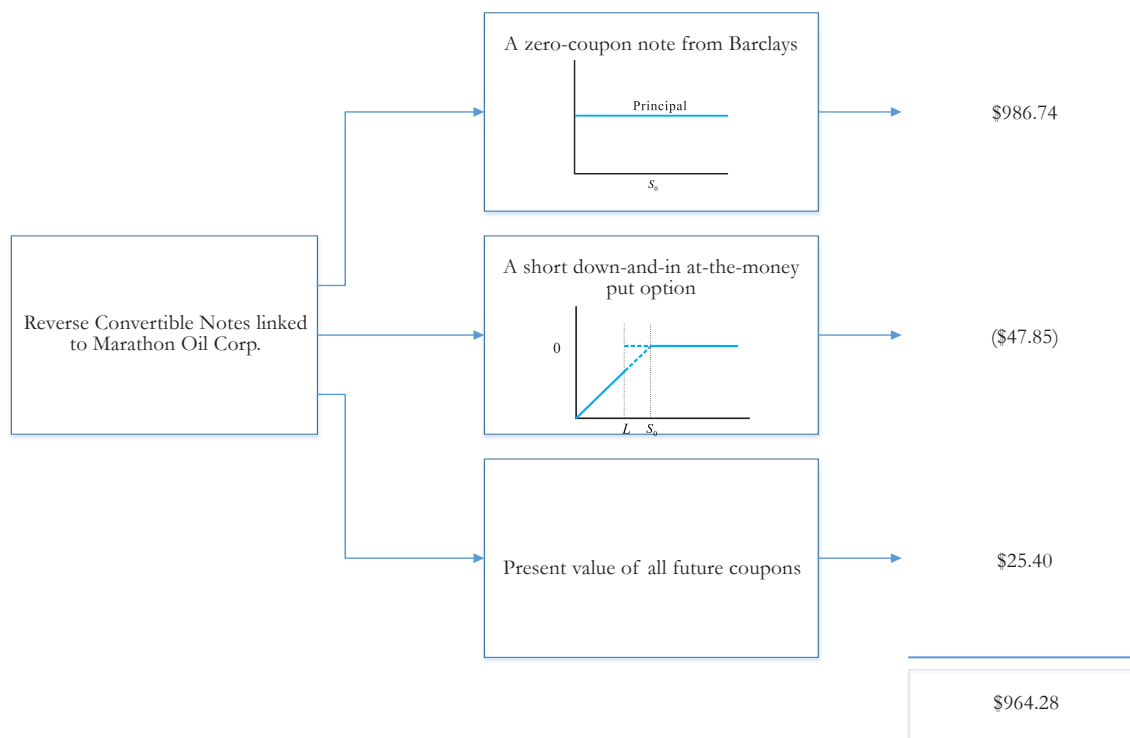 A zero-coupon note from Barclays
Principal
S₀
$986.74
Reverse Convertible Notes linked
to Marathon Oil Corp.
A short down-and-in at-the-money
put option
0
L S₀
($47.85)
Present value of all future coupons
$25.40
$964.28